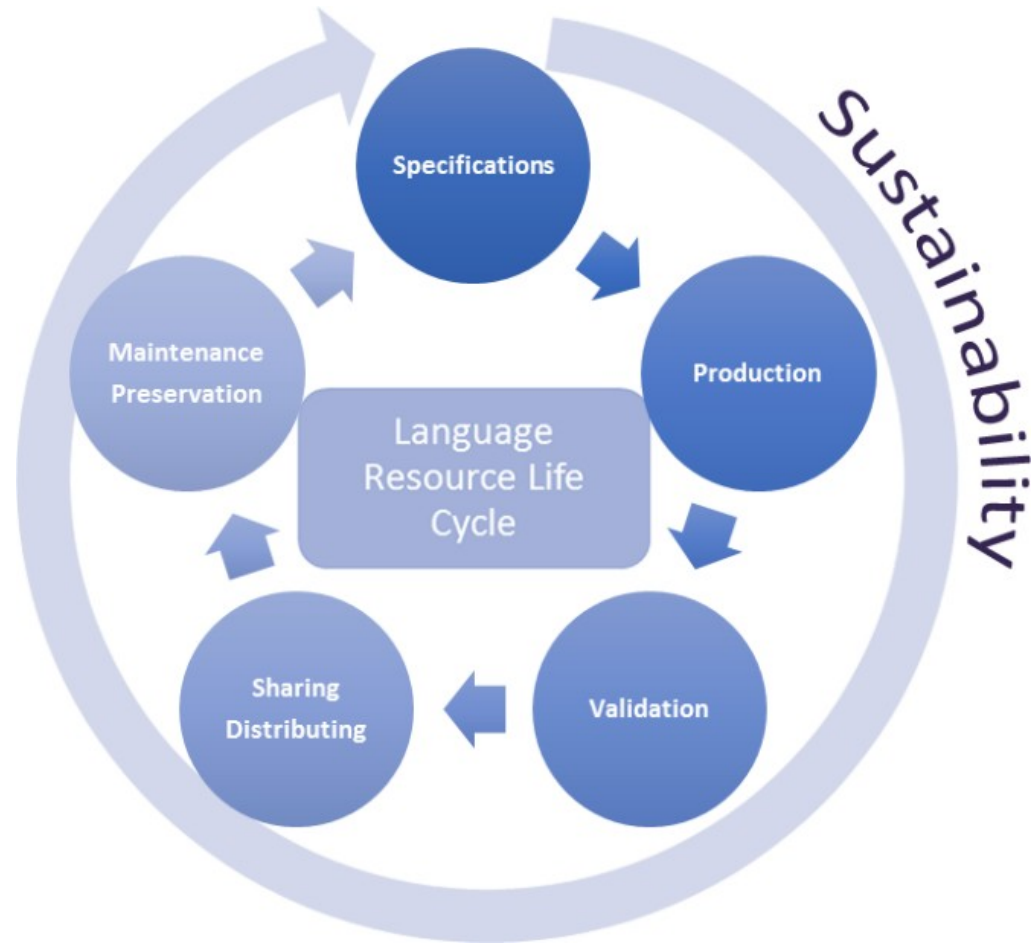 Specifications
Production
Validation
Sharing
Distributing
Maintenance
Preservation
Language
Resource Life
Cycle
Sustainability